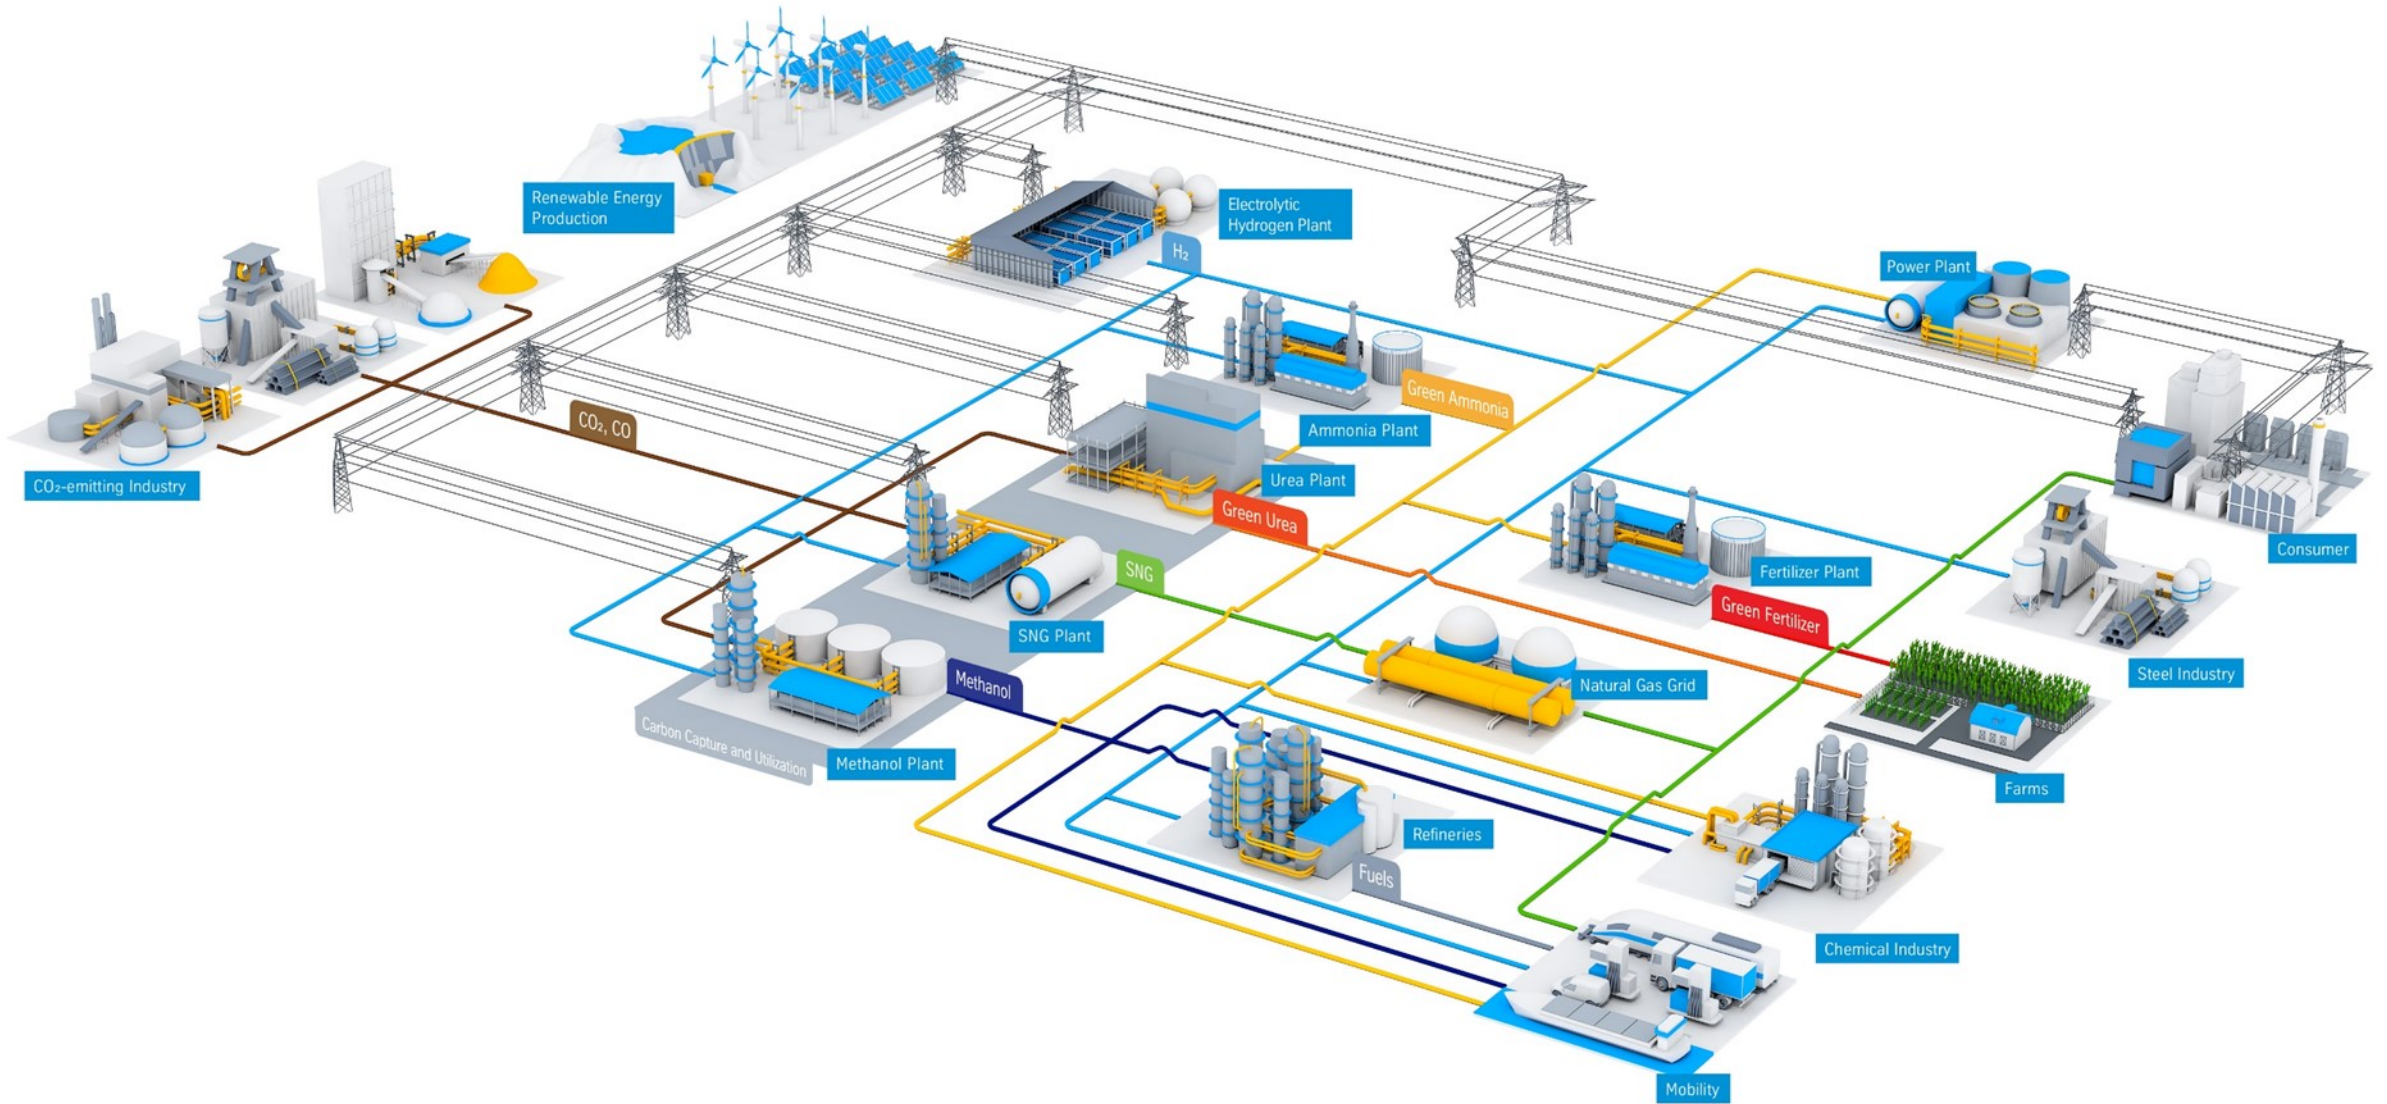 Renewable Energy
Production
Electrolytic
Hydrogen Plant
H₂
Power Plant
Green Ammonia
CO₂, CO
Ammonia Plant
CO₂-emitting Industry
Urea Plant
Green Urea
Consumer
SNG
Fertilizer Plant
Green Fertilizer
SNG Plant
Steel Industry
Natural Gas Grid
Methanol
Carbon Capture and Utilization
Methanol Plant
Farms
Refineries
Fuels
Chemical Industry
Mobility